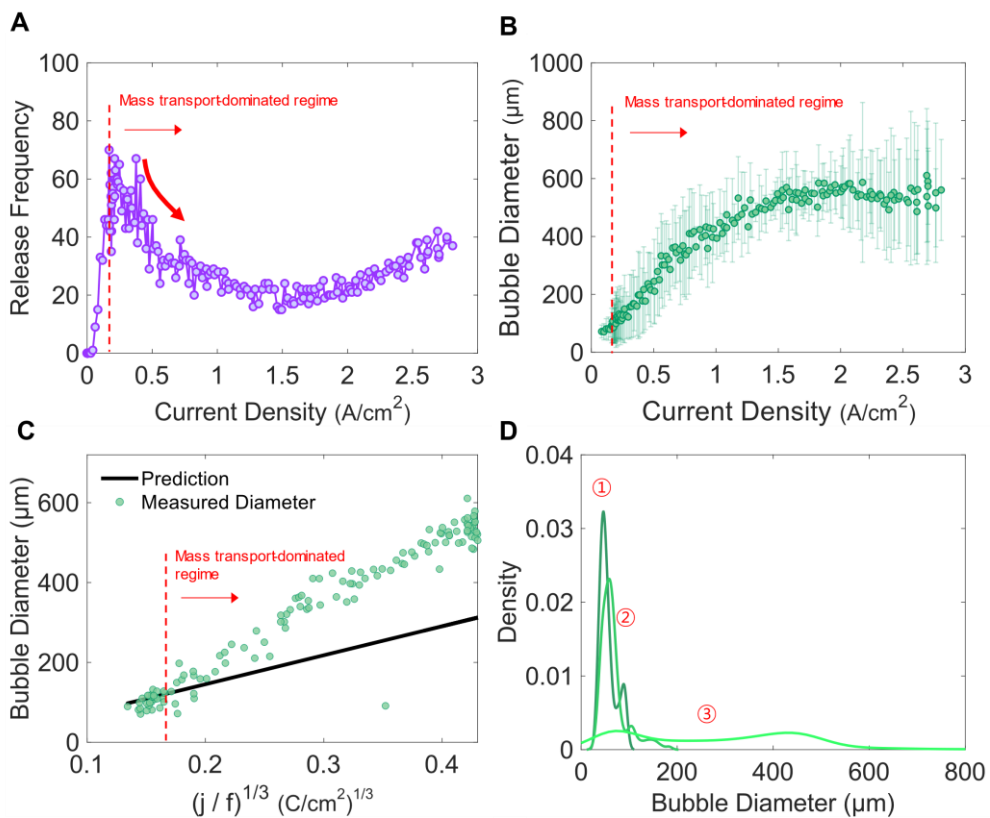 A
100
80
60
40
20
0
Release Frequency
Mass transport-dominated regime
0 0.5 1 1.5 2 2.5 3
Current Density (A/cm²)
B
1000
800
600
400
200
0
Bubble Diameter (µm)
Mass transport-dominated regime
0 0.5 1 1.5 2 2.5 3
Current Density (A/cm²)
C
600
400
200
0
Bubble Diameter (µm)
Prediction
Measured Diameter
Mass transport-dominated
regime
0.1 0.2 0.3 0.4
(j / f)^1/3 (C/cm²)^1/3
D
0.04
0.03
0.02
0.01
0
Density
①
②
③
0 200 400 600 800
Bubble Diameter (µm)